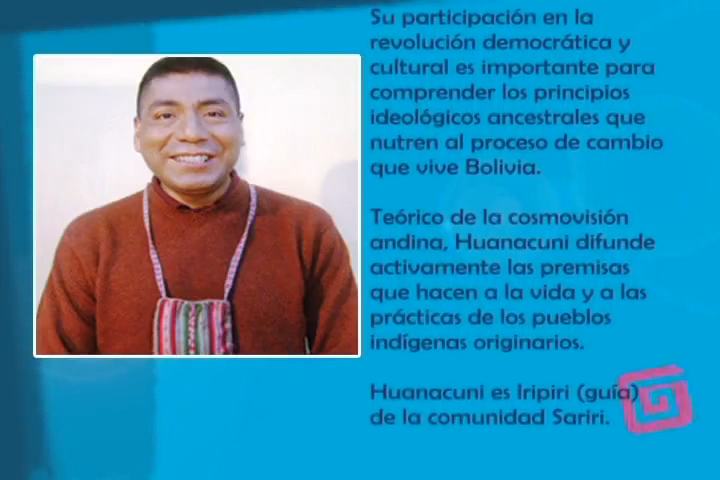 Su participación en la
revolución democrática y
cultural es importante para
comprender los principios
ideológicos ancestrales que
nutren al proceso de cambio
que vive Bolivia.
Teórico de la cosmovisión
andina, Huanacuni difunde
activamente las premisas
que hacen a la vida y a las
prácticas de los pueblos
indígenas originarios.
Huanacuni es Iripiri (guía)
de la comunidad Sariri.